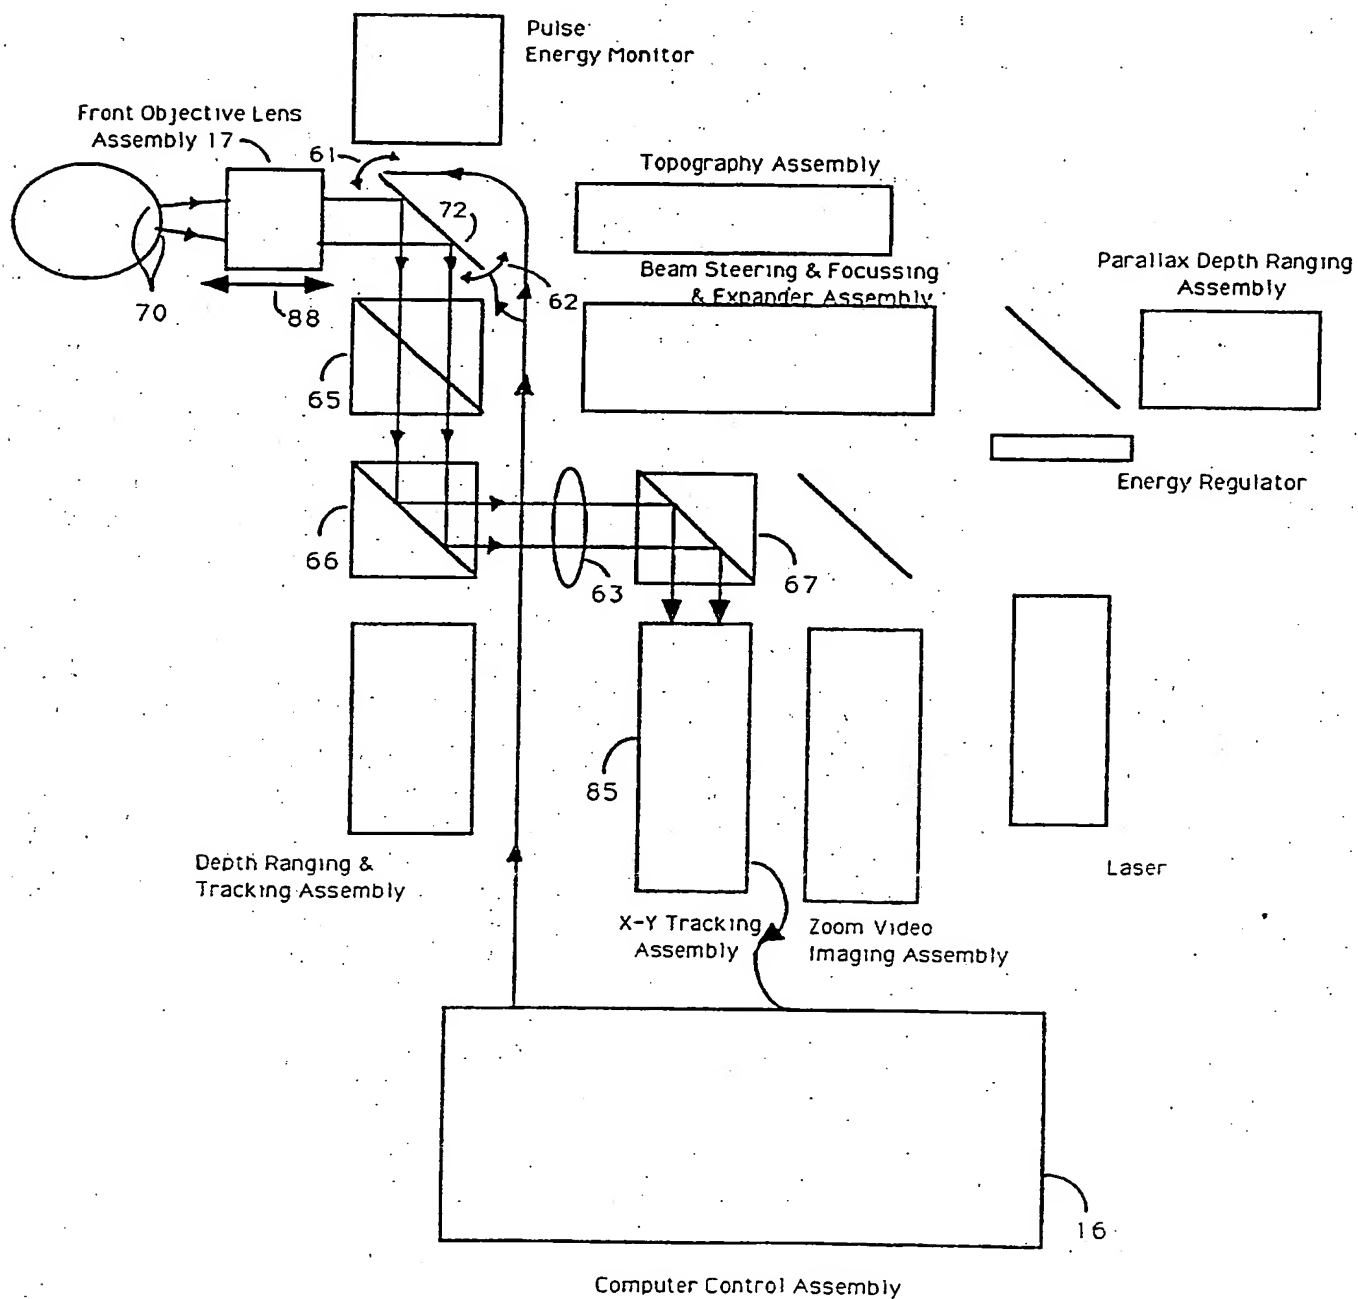 Pulse
Energy Monitor
Front Objective Lens
Assembly 17
61
Topography Assembly
72
Beam Steering & Focussing
& Expander Assembly
Parallax Depth Ranging
Assembly
62
70
88
65
Energy Regulator
66
63
67
85
Depth Ranging &
Tracking Assembly
Laser
X-Y Tracking
Assembly
Zoom Video
Imaging Assembly
16
Computer Control Assembly